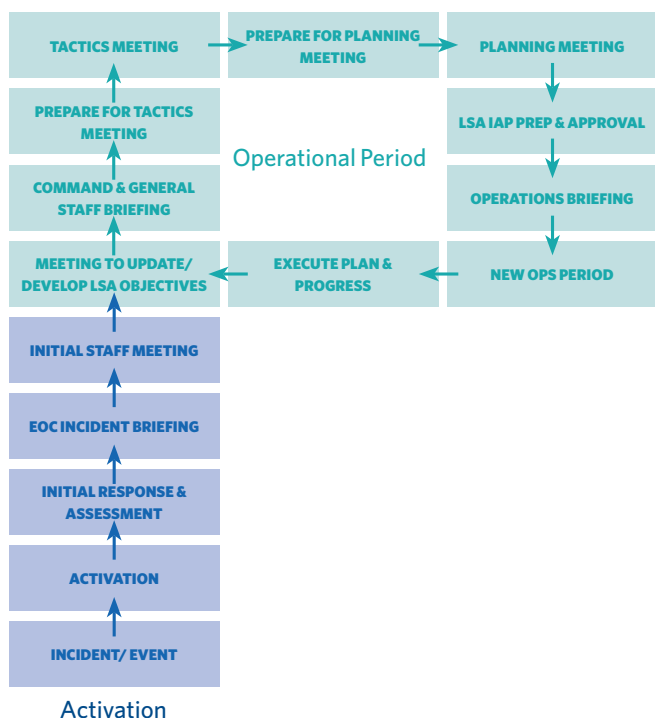 TACTICS MEETING
PREPARE FOR PLANNING
MEETING
PLANNING MEETING
PREPARE FOR TACTICS
MEETING
LSA IAP PREP & APPROVAL
Operational Period
COMMAND & GENERAL
STAFF BRIEFING
OPERATIONS BRIEFING
MEETING TO UPDATE/
DEVELOP LSA OBJECTIVES
EXECUTE PLAN &
PROGRESS
NEW OPS PERIOD
INITIAL STAFF MEETING
EOC INCIDENT BRIEFING
INITIAL RESPONSE &
ASSESSMENT
ACTIVATION
INCIDENT/ EVENT
Activation